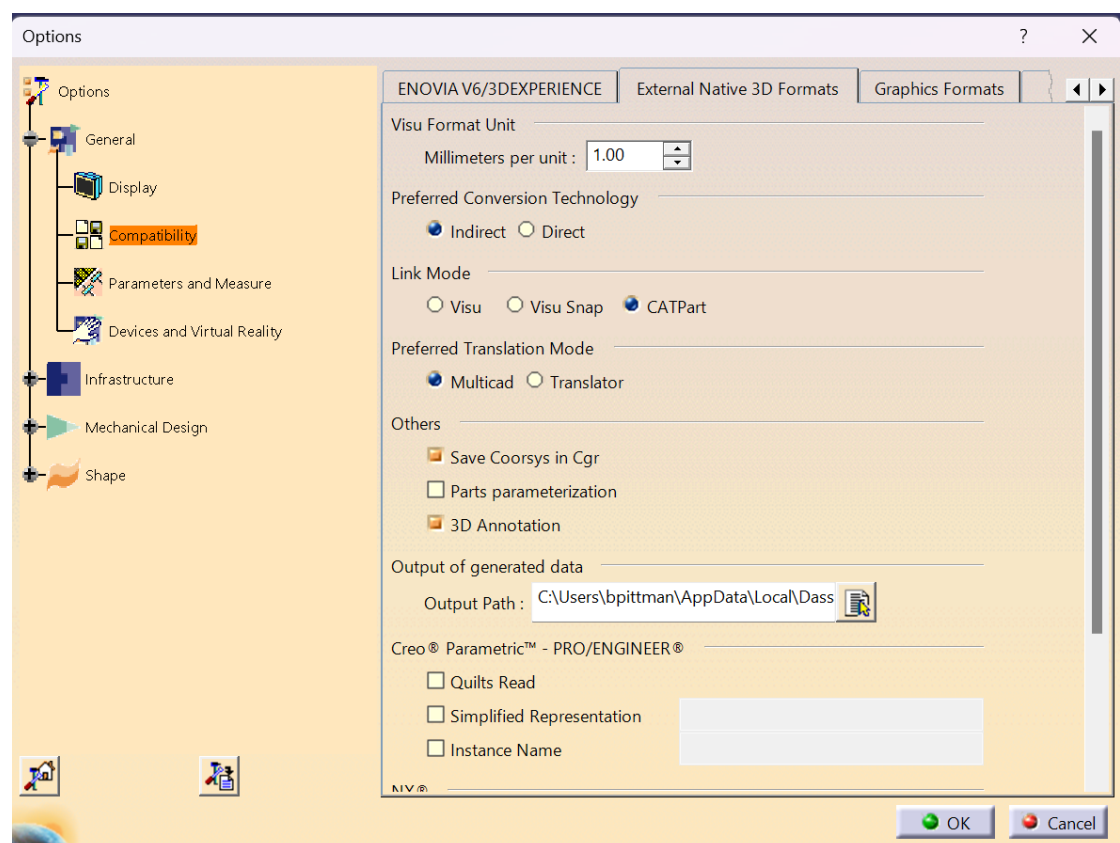 Options
?
Options
General
Display
Compatibility
Parameters and Measure
Devices and Virtual Reality
Infrastructure
Mechanical Design
Shape
ENOVIA V6/3DEXPERIENCE
External Native 3D Formats
Graphics Formats
Visu Format Unit
Millimeters per unit : 1.00
Preferred Conversion Technology
Indirect Direct
Link Mode
Visu Visu Snap CATPart
Preferred Translation Mode
Multicad Translator
Others
Save Coorsys in Cgr
Parts parameterization
3D Annotation
Output of generated data
Output Path : C:\Users\bpittman\AppData\Local\Dass
Creo® Parametric™ - PRO/ENGINEER®
Quilts Read
Simplified Representation
Instance Name
NX®
OK Cancel